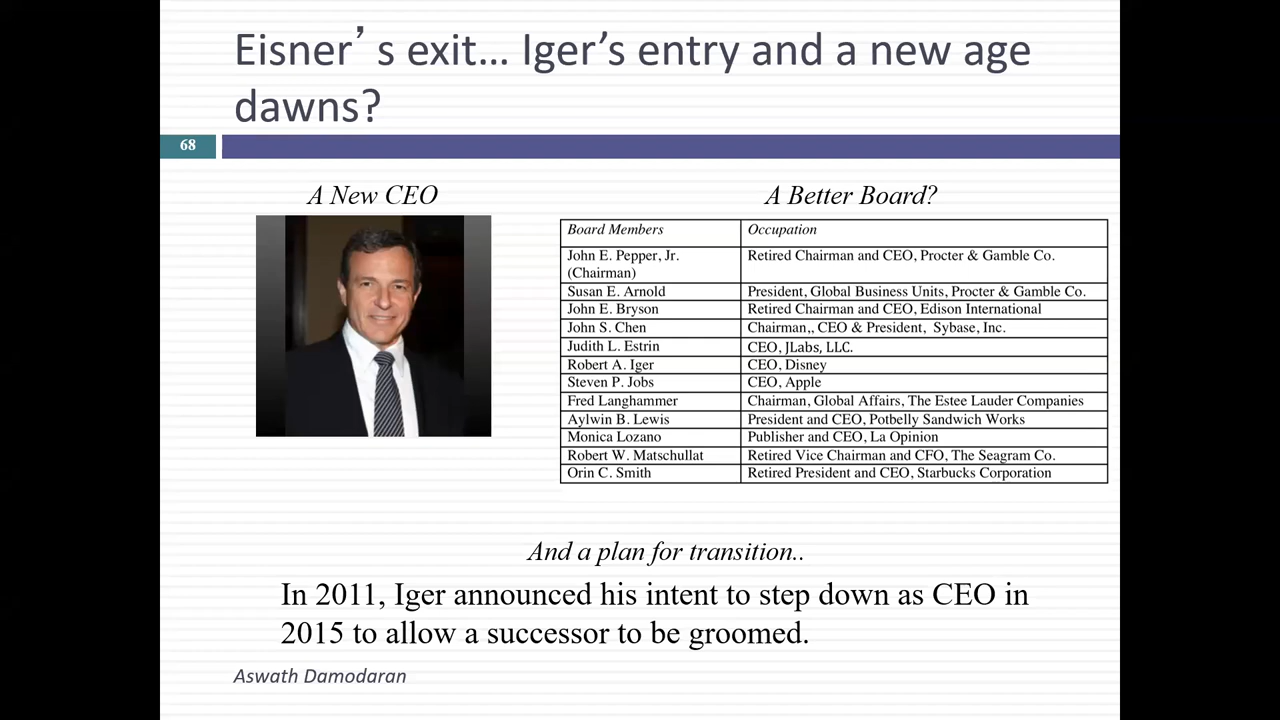 Eisner’s exit… Iger’s entry and a new age
dawns?
68
A New CEO
A Better Board?
Board Members Occupation
John E. Pepper, Jr. Retired Chairman and CEO, Procter & Gamble Co.
(Chairman)
Susan E. Arnold President, Global Business Units, Procter & Gamble Co.
John E. Bryson Retired Chairman and CEO, Edison International
John S. Chen Chairman,, CEO & President, Sybase, Inc.
Judith L. Estrin CEO, JLabs, LLC.
Robert A. Iger CEO, Disney
Steven P. Jobs CEO, Apple
Fred Langhammer Chairman, Global Affairs, The Estee Lauder Companies
Aylwin B. Lewis President and CEO, Potbelly Sandwich Works
Monica Lozano Publisher and CEO, La Opinion
Robert W. Matschullat Retired Vice Chairman and CFO, The Seagram Co.
Orin C. Smith Retired President and CEO, Starbucks Corporation
And a plan for transition..
In 2011, Iger announced his intent to step down as CEO in
2015 to allow a successor to be groomed.
Aswath Damodaran